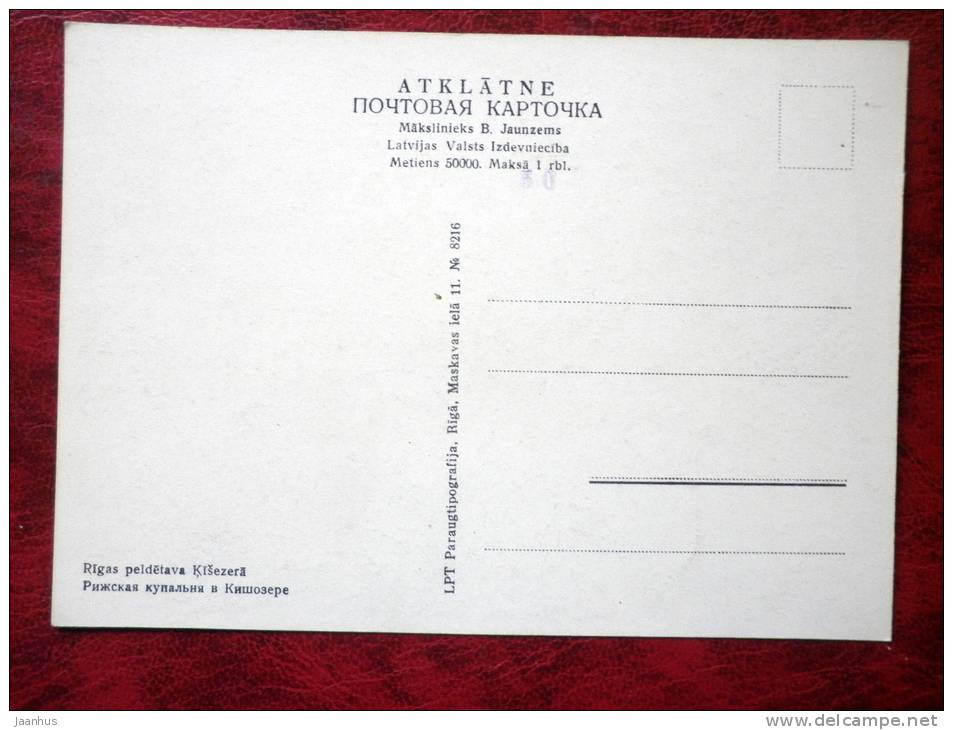 ATKLĀTNE
ПОЧТОВАЯ КАРТОЧКА
Mākslinieks B. Jaunzems
Latvijas Valsts Izdevniecība
Metiens 50000. Maksā 1 rbl.
LPT Paraugtipografija, Rīgā, Maskavas ielā 11. № 8216
Rīgas peldētava Ķīšezerā
Рижская купальня в Кишозере
Jaanhus
www.delcampe.net